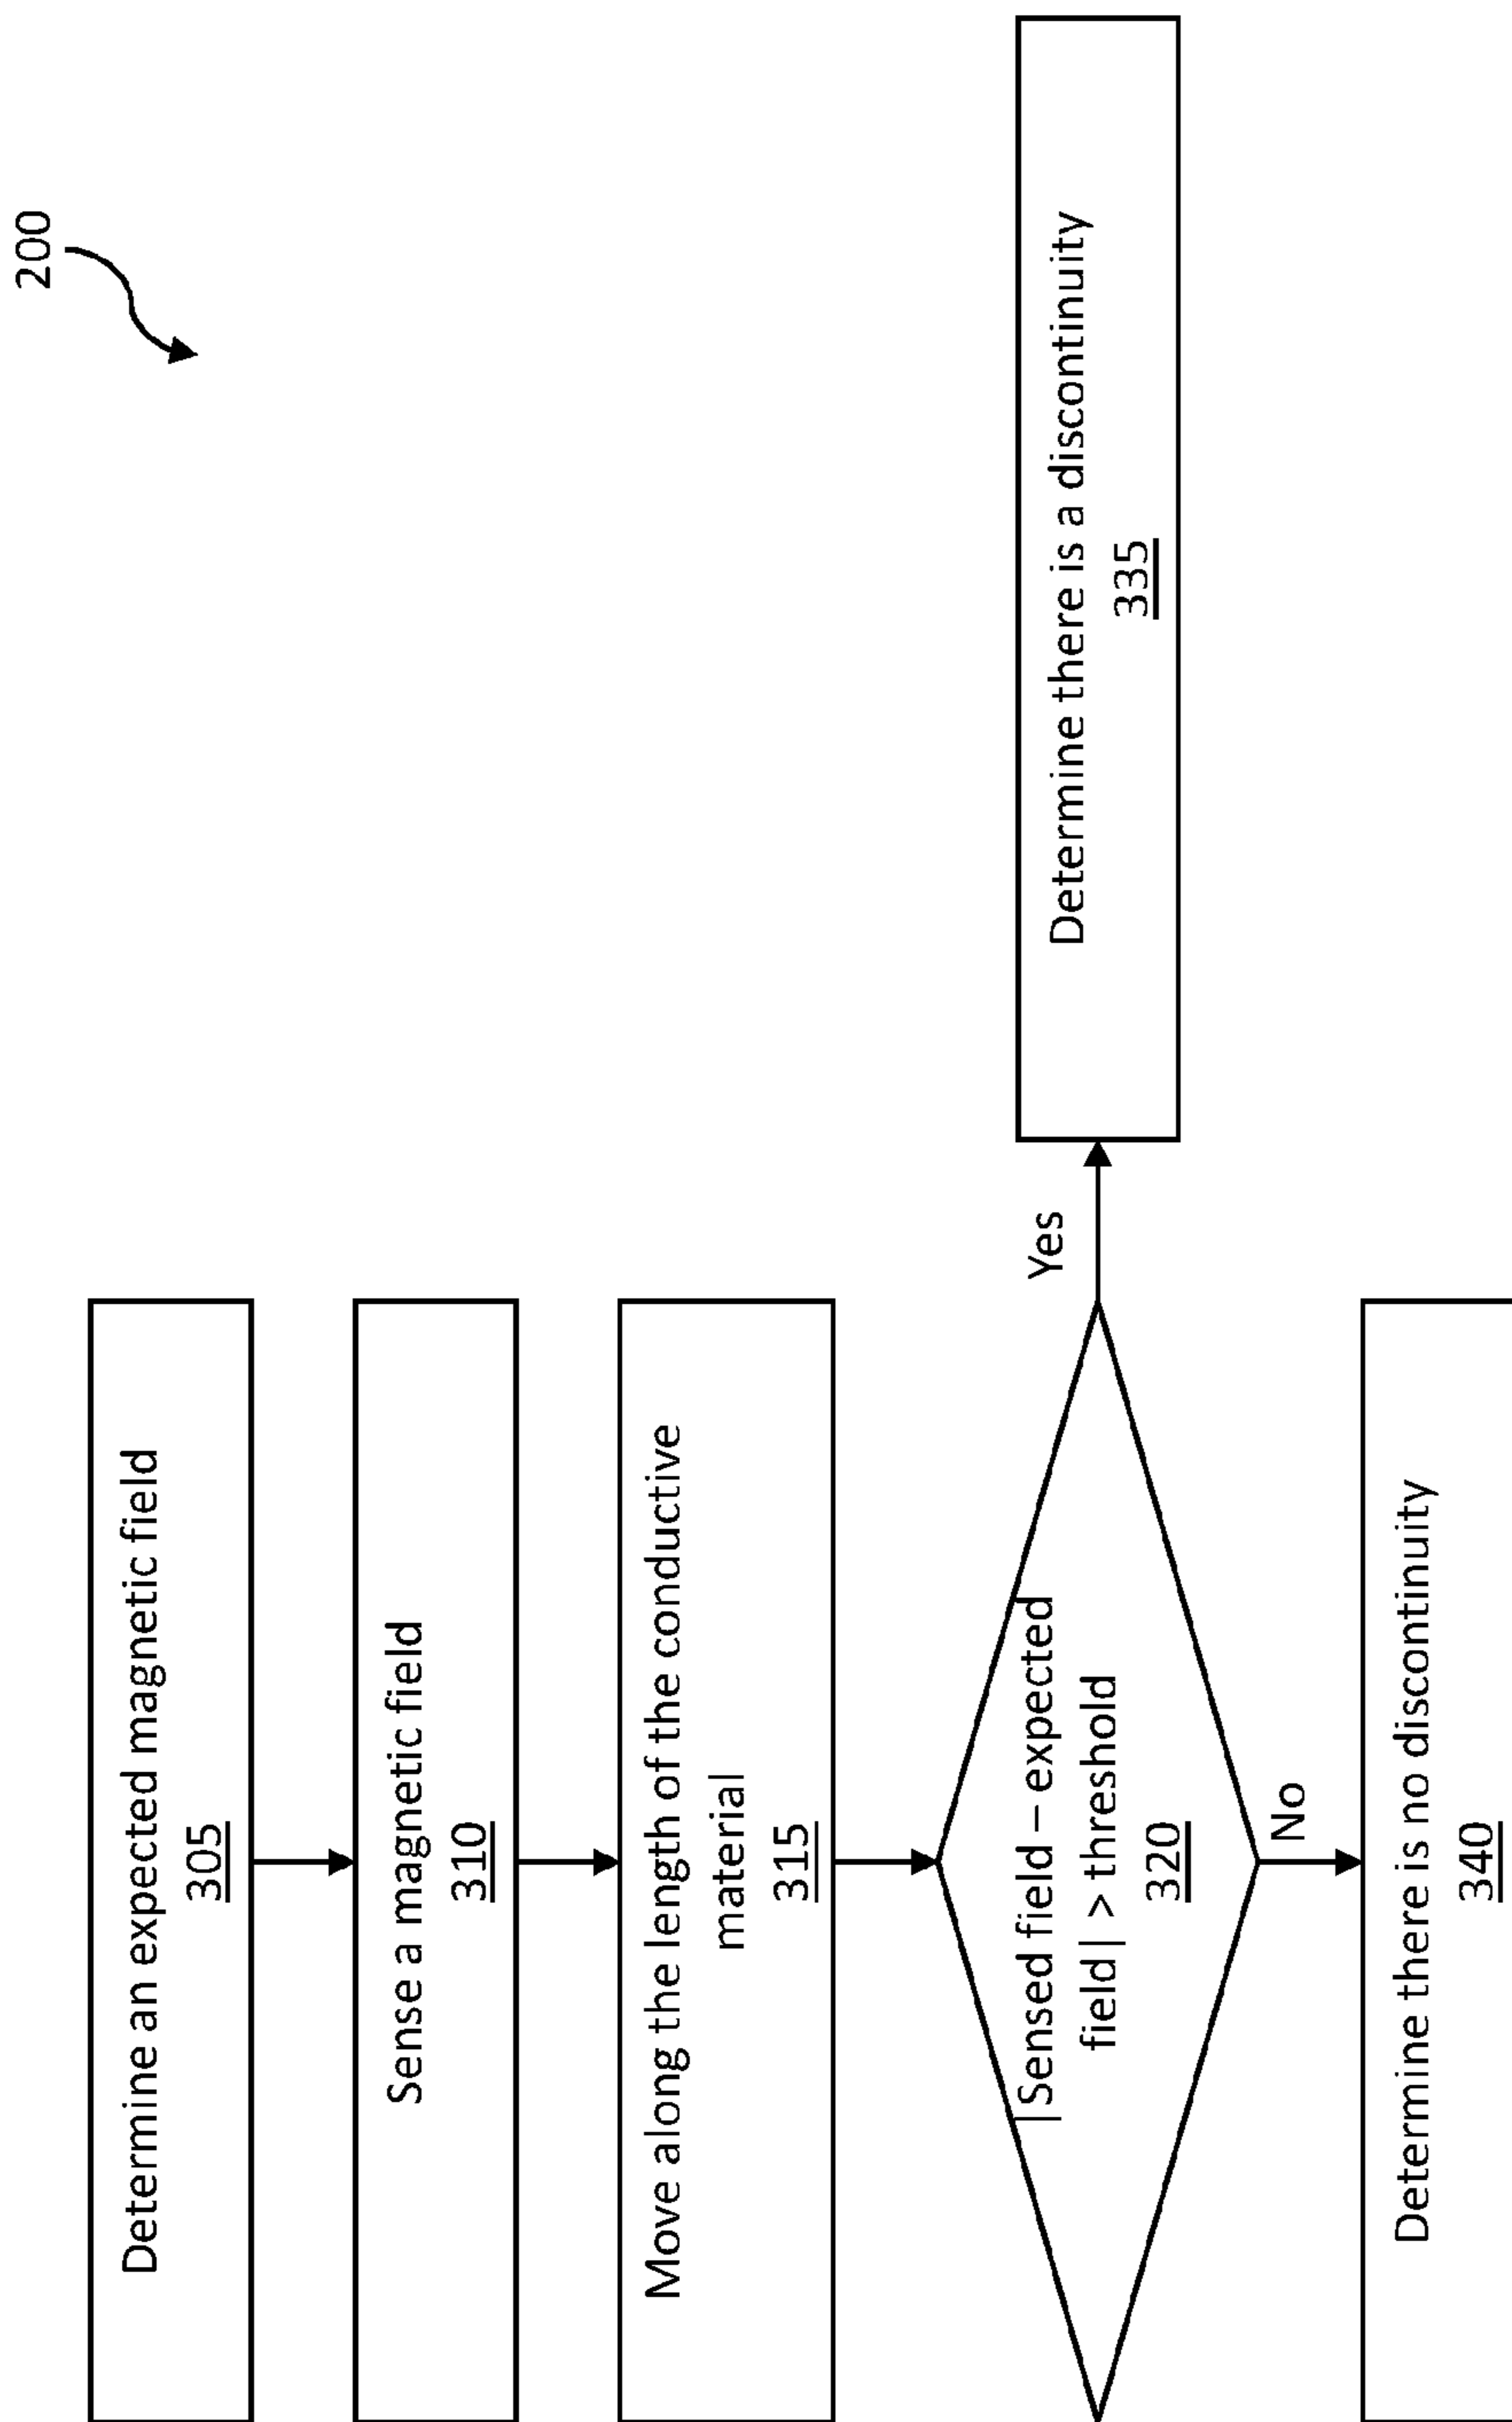 200
Determine an expected magnetic field
305
Sense a magnetic field
310
Move along the length of the conductive
material
315
|Sensed field – expected
field| > threshold
320
Yes
Determine there is a discontinuity
335
No
Determine there is no discontinuity
340